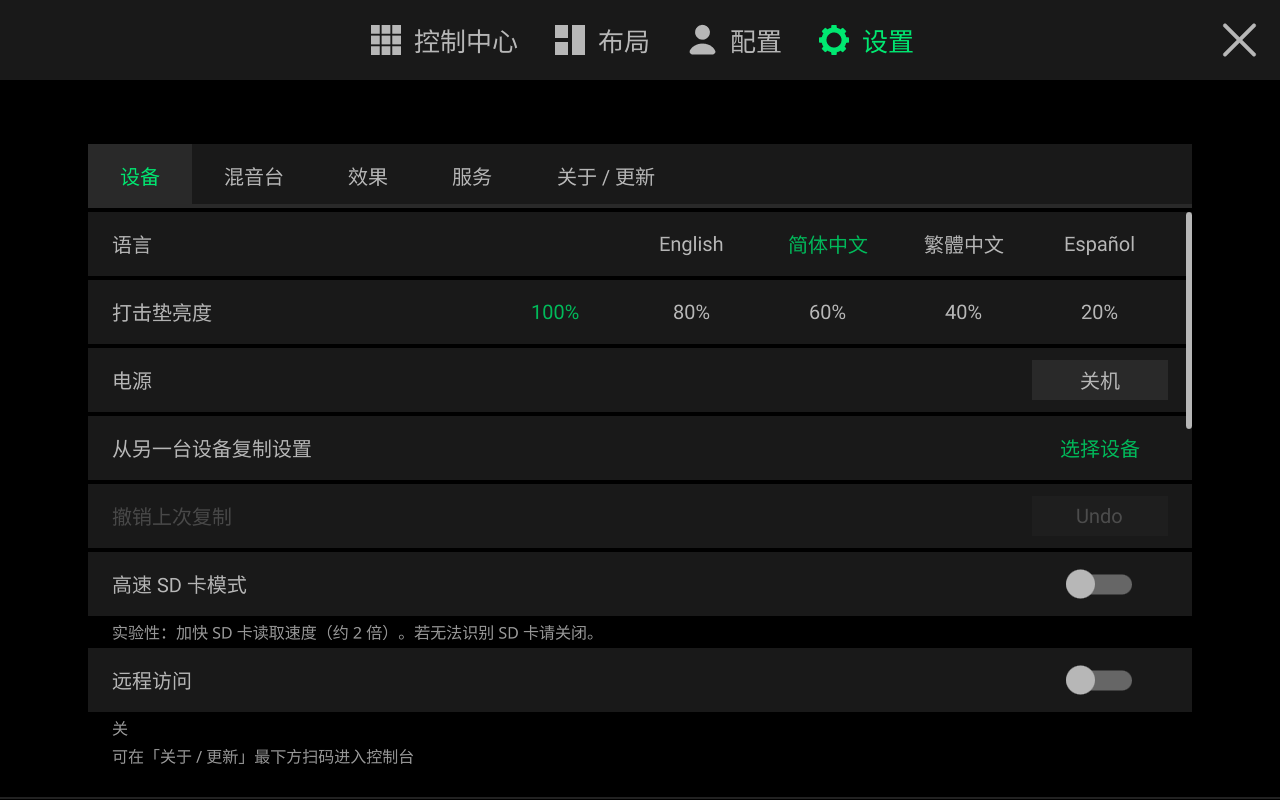 控制中心 布局 配置 设置
设备 混音台 效果 服务 关于 / 更新
语言 English 简体中文 繁體中文 Español
打击垫亮度 100% 80% 60% 40% 20%
电源 关机
从另一台设备复制设置 选择设备
撤销上次复制 Undo
高速 SD 卡模式
实验性：加快 SD 卡读取速度（约 2 倍）。若无法识别 SD 卡请关闭。
远程访问
关
可在「关于 / 更新」最下方扫码进入控制台